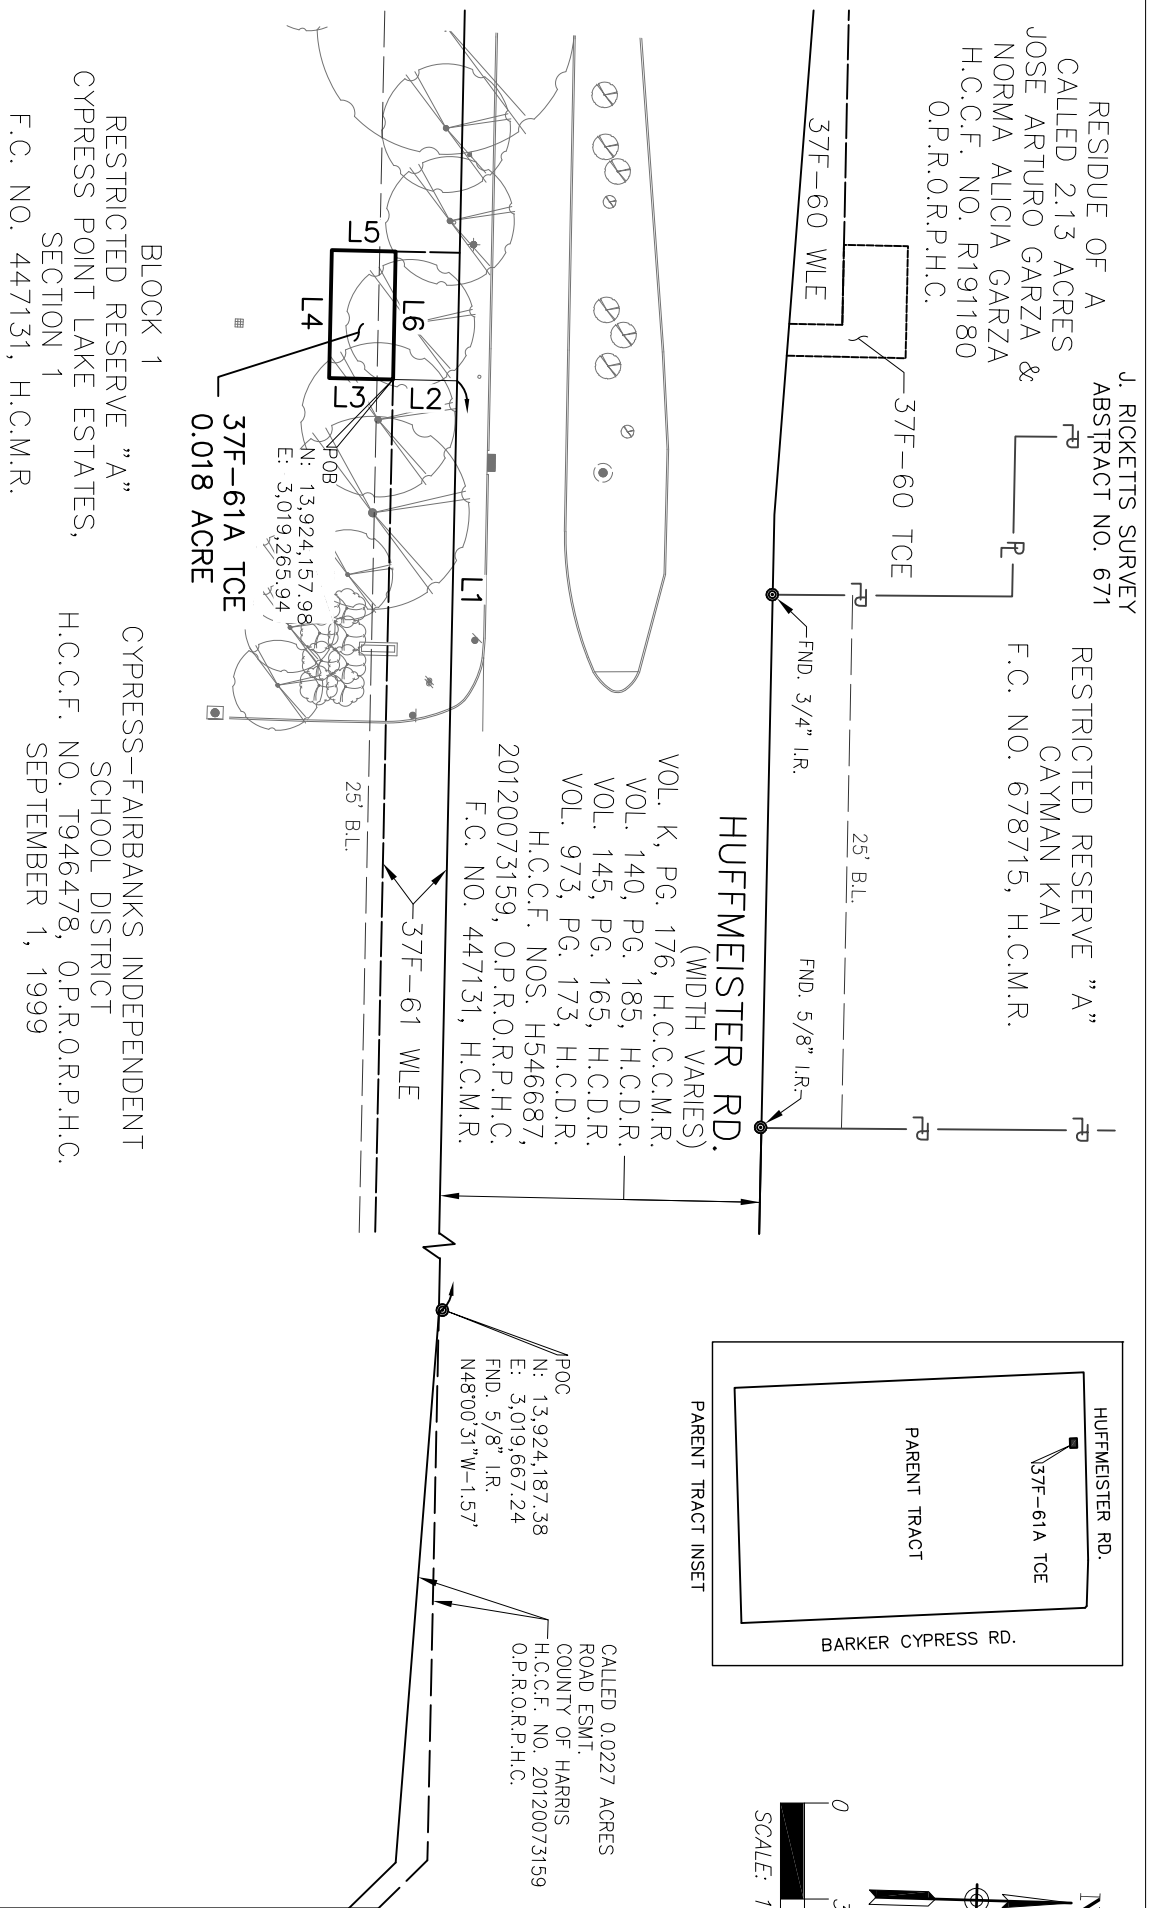 J. RICKETTS SURVEY
ABSTRACT NO. 671
RESIDUE OF A
CALLED 2.13 ACRES
JOSE ARTURO GARZA &
NORMA ALICIA GARZA
H.C.C.F. NO. R191180
O.P.R.O.R.P.H.C.
37F-60 WLE
37F-60 TCE
RESTRICTED RESERVE "A"
CAYMAN KAI
F.C. NO. 678715, H.C.M.R.
25' B.L.
FND. 3/4" I.R.
FND. 5/8" I.R.
HUFFMEISTER RD.
(WIDTH VARIES)
VOL. K, PG. 176, H.C.C.M.R.
VOL. 140, PG. 185, H.C.D.R.
VOL. 145, PG. 165, H.C.D.R.
VOL. 973, PG. 173, H.C.D.R.
H.C.C.F. NOS. H546687,
20120073159, O.P.R.O.R.P.H.C.
F.C. NO. 447131, H.C.M.R.
L1
L2
L3
L4
L5
L6
POB
N: 13,924,157.98
E: 3,019,265.94
37F-61A TCE
0.018 ACRE
37F-61 WLE
25' B.L.
BLOCK 1
RESTRICTED RESERVE "A"
CYPRESS POINT LAKE ESTATES,
SECTION 1
F.C. NO. 447131, H.C.M.R.
CYPRESS-FAIRBANKS INDEPENDENT
SCHOOL DISTRICT
H.C.C.F. NO. T946478, O.P.R.O.R.P.H.C.
SEPTEMBER 1, 1999
POC
N: 13,924,187.38
E: 3,019,667.24
FND. 5/8" I.R.
N48°00'31"W-1.57'
CALLED 0.0227 ACRES
ROAD ESMT.
COUNTY OF HARRIS
H.C.C.F. NO. 20120073159
O.P.R.O.R.P.H.C.
HUFFMEISTER RD.
37F-61A TCE
PARENT TRACT
BARKER CYPRESS RD.
PARENT TRACT INSET
0
SCALE: 1
N